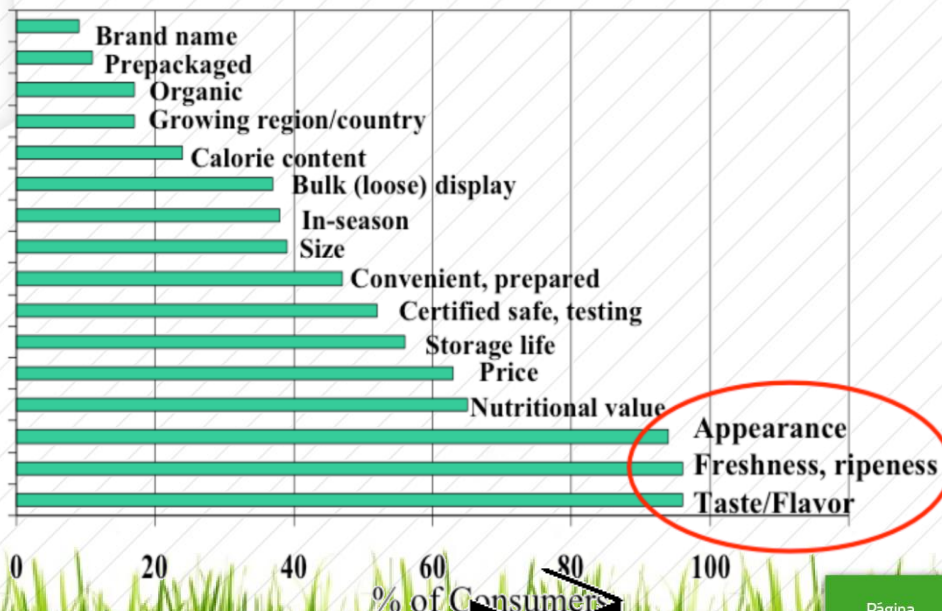 Brand name
Prepackaged
Organic
Growing region/country
Calorie content
Bulk (loose) display
In-season
Size
Convenient, prepared
Certified safe, testing
Storage life
Price
Nutritional value
Appearance
Freshness, ripeness
Taste/Flavor
0 20 40 60 80 100
% of Consumers
Página